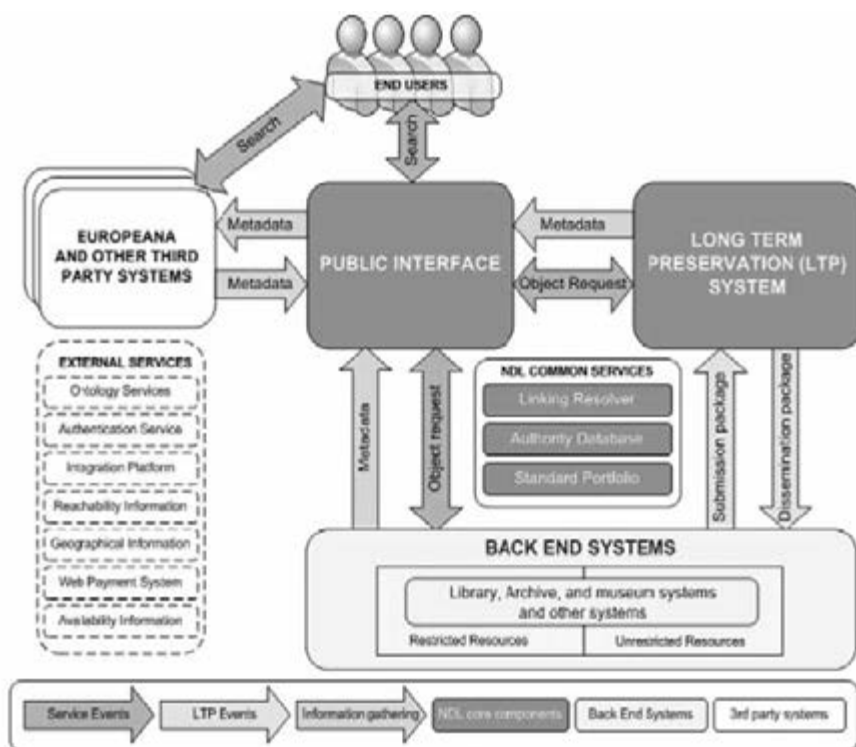 END USERS
Search
Search
EUROPEANA
AND OTHER THIRD
PARTY SYSTEMS
Metadata
Metadata
PUBLIC INTERFACE
Metadata
Object Request
LONG TERM
PRESERVATION (LTP)
SYSTEM
EXTERNAL SERVICES
Ontology Services
Authentication Service
Integration Platform
Reachability Information
Geographical Information
Web Payment System
Availability Information
Metadata
Object request
NDL COMMON SERVICES
Linking Resolver
Authority Database
Standard Portfolio
Submission package
Dissemination package
BACK END SYSTEMS
Library, Archive, and museum systems
and other systems
Restricted Resources
Unrestricted Resources
Service Events
LTP Events
Information gathering
NDL core components
Back End Systems
3rd party systems